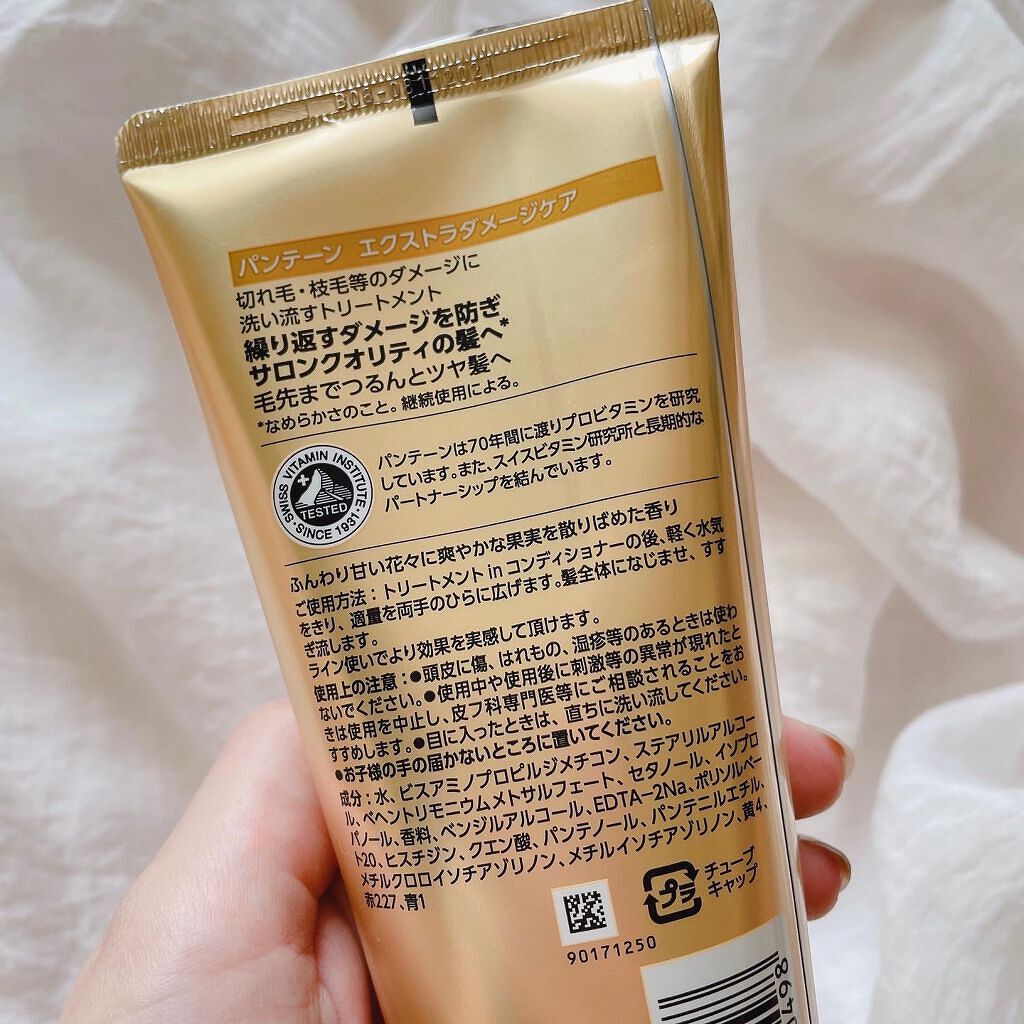 パンテーン エクストラダメージケア
切れ毛・枝毛等のダメージに
洗い流すトリートメント
繰り返すダメージを防ぎ
サロンクオリティの髪へ*
毛先までつるんとツヤ髪へ
*なめらかさのこと。継続使用による。
SWISS VITAMIN INSTITUTE
TESTED
・SINCE 1931・
パンテーンは70年間に渡りプロビタミンを研究
しています。また、スイスビタミン研究所と長期的な
パートナーシップを結んでいます。
ふんわり甘い花々に爽やかな果実を散りばめた香り
ご使用方法：トリートメント in コンディショナーの後、軽く水気
をきり、適量を両手のひらに広げます。髪全体になじませ、すす
ぎ流します。
ライン使いでより効果を実感して頂けます。
使用上の注意：●頭皮に傷、はれもの、湿疹等のあるときは使わ
ないでください。●使用中や使用後に刺激等の異常が現れたと
きは使用を中止し、皮フ科専門医等にご相談されることをお
すすめします。●目に入ったときは、直ちに洗い流してください。
●お子様の手の届かないところに置いてください。
成分：水、ビスアミノプロピルジメチコン、ステアリルアルコー
ル、ベヘントリモニウムメトサルフェート、セタノール、イソプロ
パノール、香料、ベンジルアルコール、EDTA-2Na、ポリソルベー
ト20、ヒスチジン、クエン酸、パンテノール、パンテニルエチル、
メチルクロロイソチアゾリノン、メチルイソチアゾリノン、黄4、
赤227、青1
プラ
チューブ
キャップ
90171250